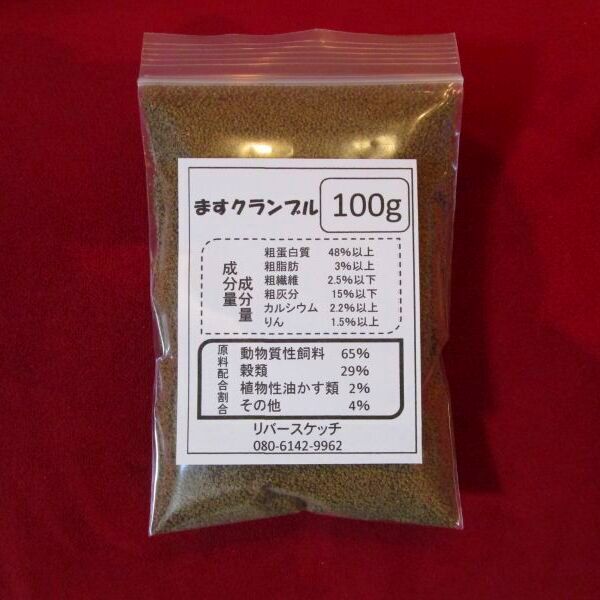 ますクランブル 100g
成分量
成分量
粗蛋白質 48%以上
粗脂肪 3%以上
粗繊維 2.5%以下
粗灰分 15%以下
カルシウム 2.2%以上
りん 1.5%以上
原料配合割合
動物質性飼料 65%
穀類 29%
植物性油かす類 2%
その他 4%
リバースケッチ
080-6142-9962